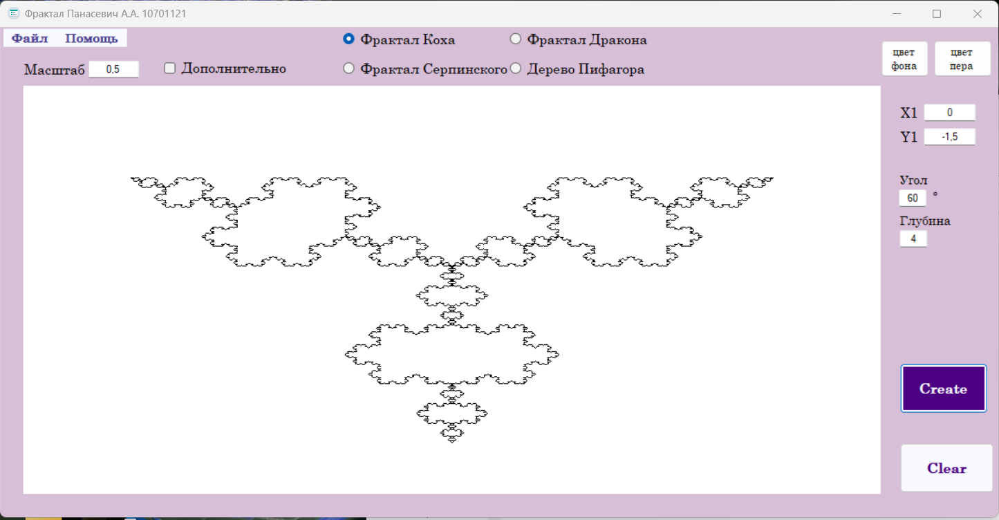 Фрактал Панасевич А.А. 10701121
Файл Помощь
Фрактал Коха Фрактал Дракона
Масштаб 0,5 Дополнительно
Фрактал Серпинского Дерево Пифагора
цвет фона
цвет пера
X1 0
Y1 -1,5
Угол
60 °
Глубина
4
Create
Clear